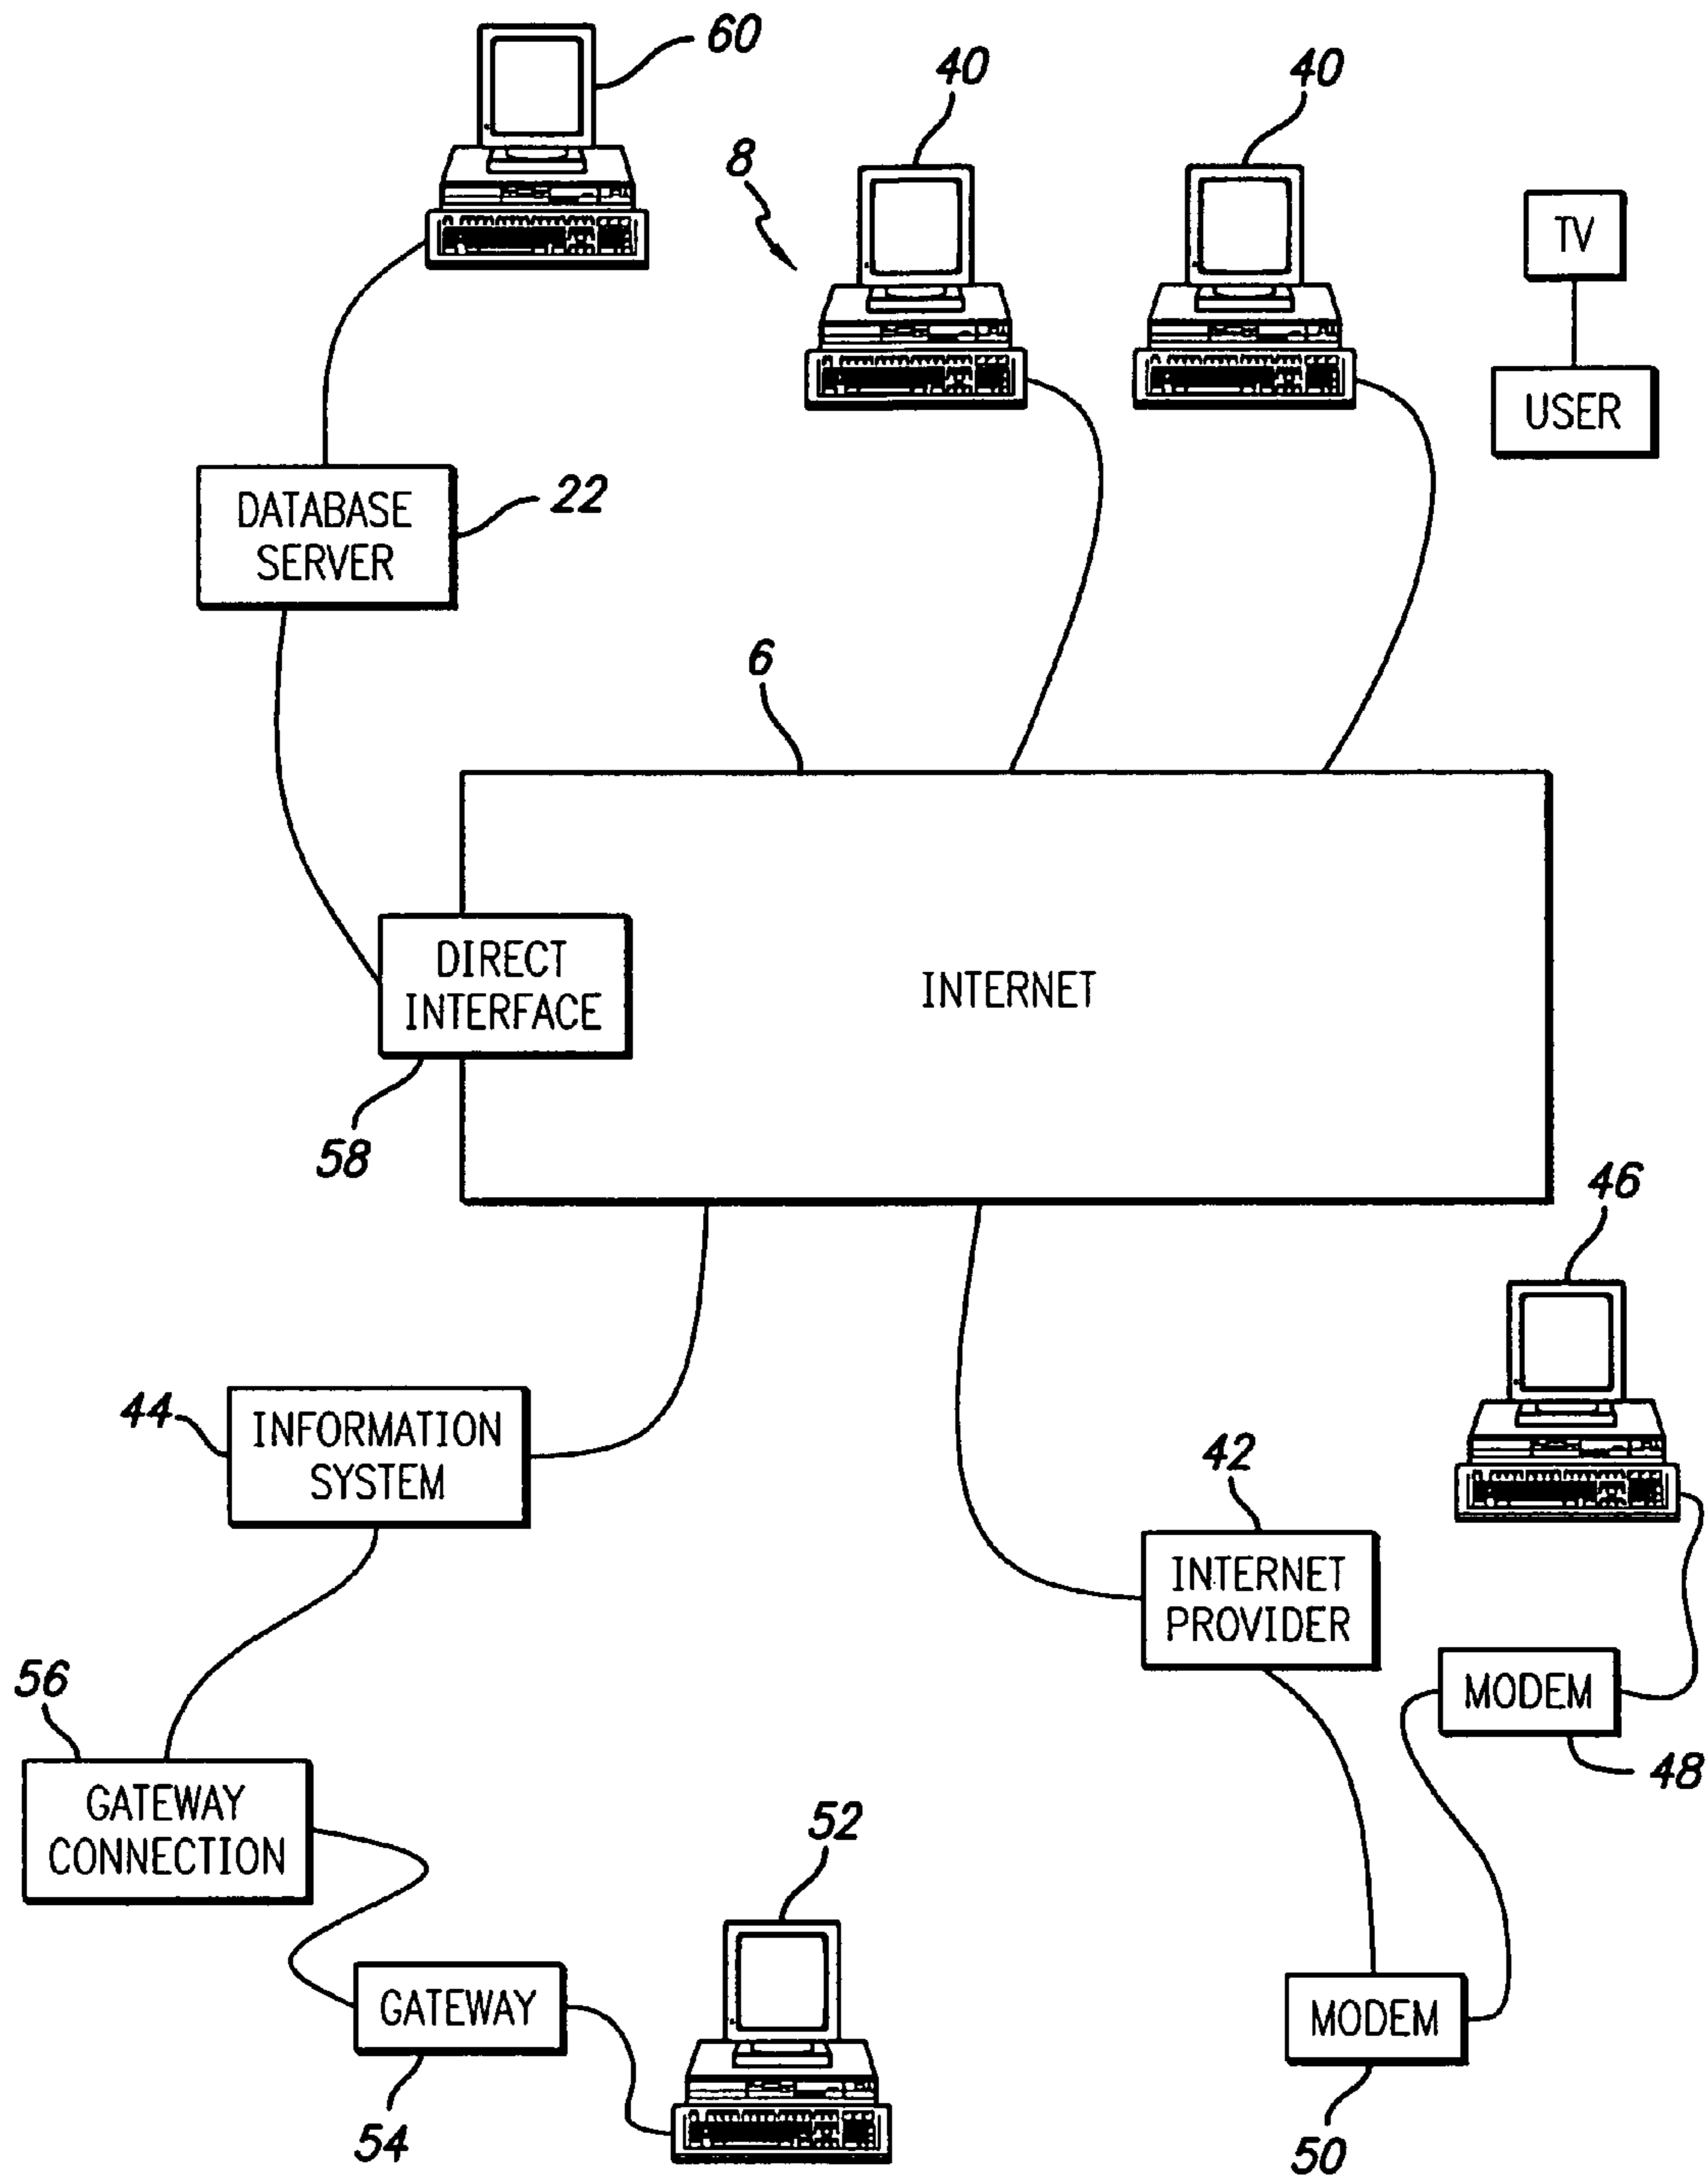 60
40
40
8
TV
USER
DATABASE
SERVER
22
6
DIRECT
INTERFACE
INTERNET
58
46
44
INFORMATION
SYSTEM
42
INTERNET
PROVIDER
56
MODEM
48
GATEWAY
CONNECTION
52
GATEWAY
MODEM
54
50